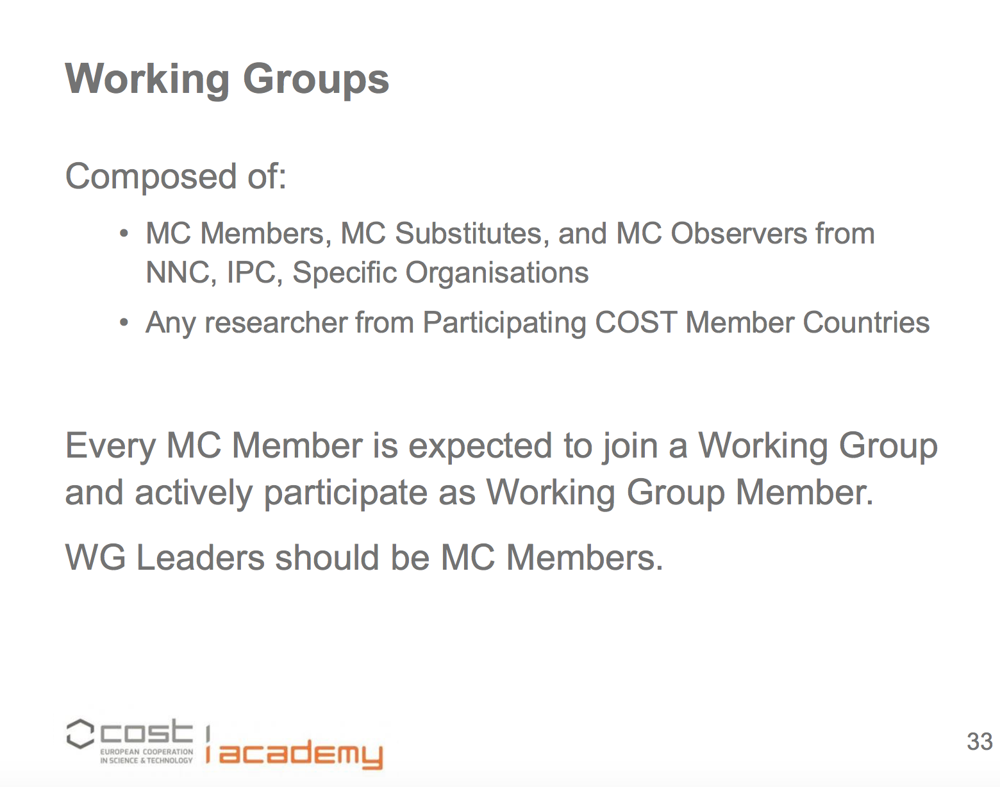 Working Groups
Composed of:
• MC Members, MC Substitutes, and MC Observers from
NNC, IPC, Specific Organisations
• Any researcher from Participating COST Member Countries
Every MC Member is expected to join a Working Group
and actively participate as Working Group Member.
WG Leaders should be MC Members.
cost
EUROPEAN COOPERATION
IN SCIENCE & TECHNOLOGY
academy
33